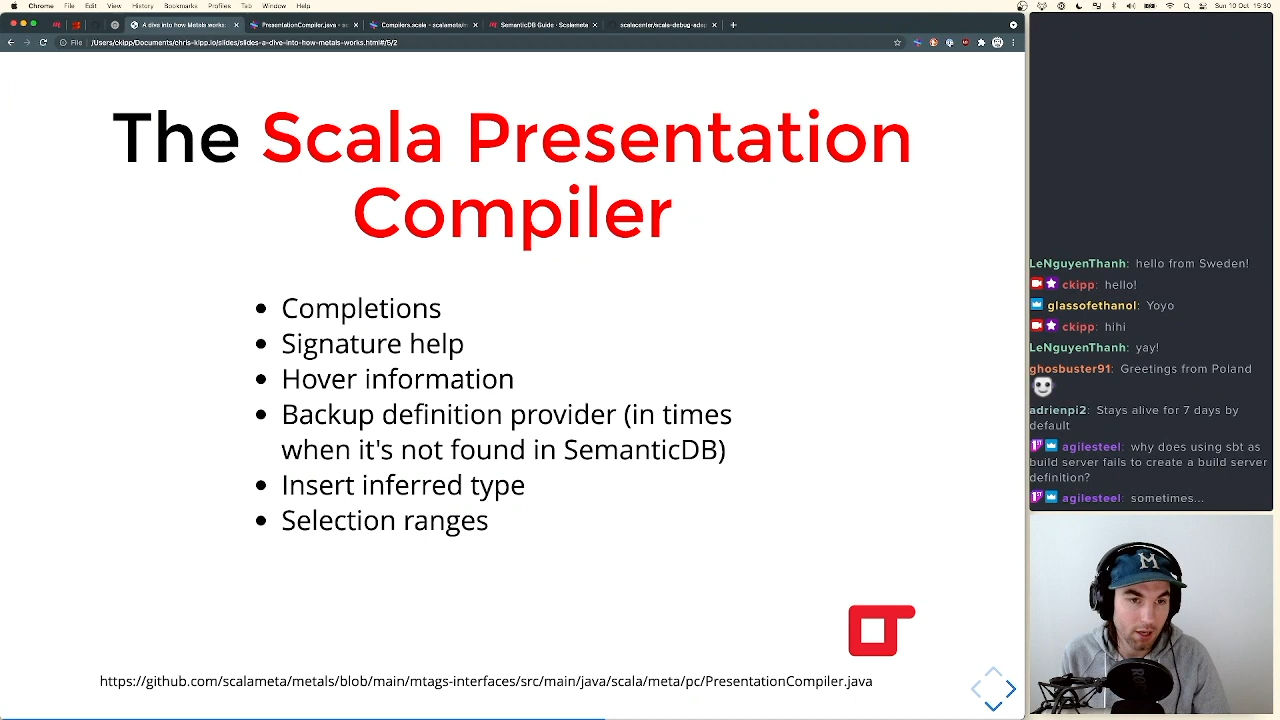 Chrome File Edit View History Bookmarks Profiles Tab Window Help Sun 10 Oct 15:30
A dive into how Metals works: PresentationCompiler.java - sc Compilers.scala - scalameta/m SemanticDB Guide · Scalameta scalacenter/scala-debug-adap
File /Users/ckipp/Documents/chris-kipp.io/slides/slides-a-dive-into-how-metals-works.html#/5/2
The Scala Presentation
Compiler
• Completions
• Signature help
• Hover information
• Backup definition provider (in times
when it's not found in SemanticDB)
• Insert inferred type
• Selection ranges
https://github.com/scalameta/metals/blob/main/mtags-interfaces/src/main/java/scala/meta/pc/PresentationCompiler.java
LeNguyenThanh: hello from Sweden!
ckipp: hello!
glassofethanol: Yoyo
ckipp: hihi
LeNguyenThanh: yay!
ghosbuster91: Greetings from Poland
adrienpi2: Stays alive for 7 days by
default
agilesteel: why does using sbt as
build server fails to create a build server
definition?
agilesteel: sometimes...
M